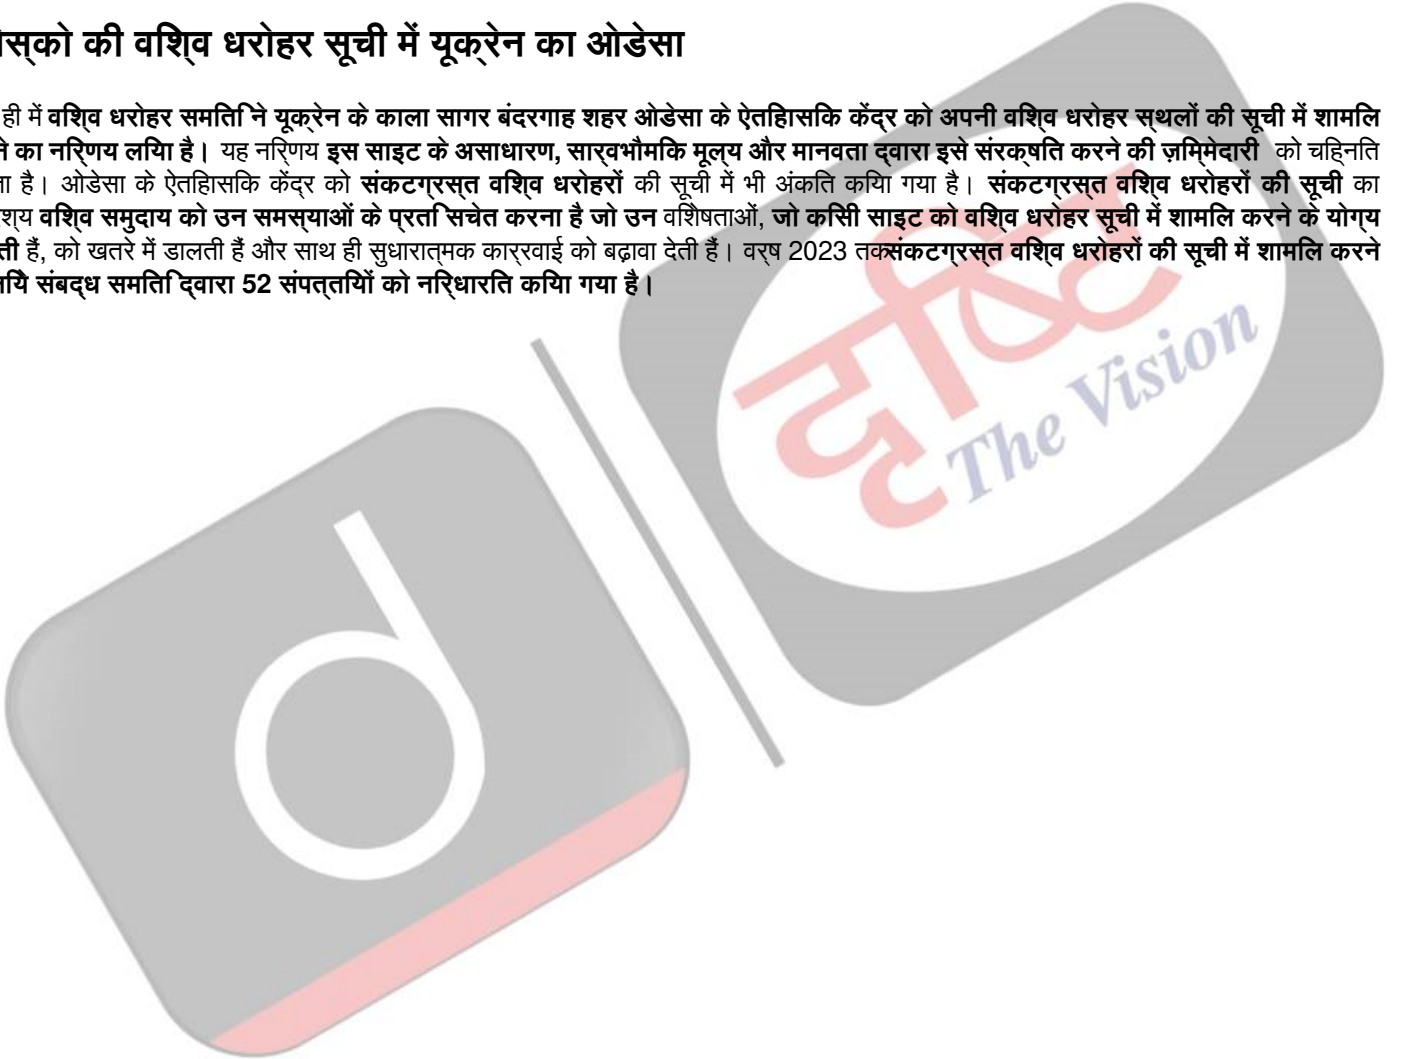 की विश्व धरोहर सूची में यूक्रेन का ओडेसा
ही में विश्व धरोहर समिति ने यूक्रेन के काला सागर बंदरगाह शहर ओडेसा के ऐतिहासिक केंद्र को अपनी विश्व धरोहर स्थलों की सूची में शामिल
का निर्णय लिया है। यह निर्णय इस साइट के असाधारण, सार्वभौमिक मूल्य और मानवता द्वारा इसे संरक्षित करने की ज़िम्मेदारी को चिह्नित
है। ओडेसा के ऐतिहासिक केंद्र को संकटग्रस्त विश्व धरोहरों की सूची में भी अंकित किया गया है। संकटग्रस्त विश्व धरोहरों की सूची का
विश्व समुदाय को उन समस्याओं के प्रति सचेत करना है जो उन विशेषताओं, जो किसी साइट को विश्व धरोहर सूची में शामिल करने के योग्य
हैं, को खतरे में डालती हैं और साथ ही सुधारात्मक कार्रवाई को बढ़ावा देती हैं। वर्ष 2023 तक संकटग्रस्त विश्व धरोहरों की सूची में शामिल करने
संबद्ध समिति द्वारा 52 संपत्तियों को निर्धारित किया गया है।
दृष्टि
The Vision
d